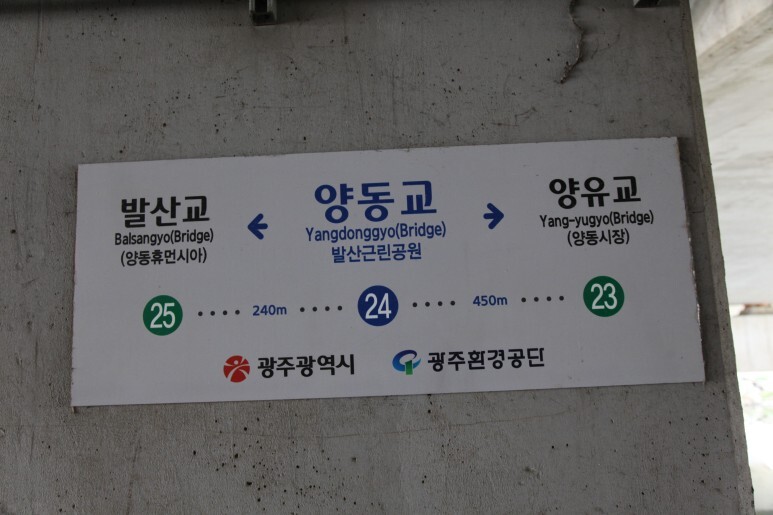 발산교
Balsangyo(Bridge)
(양동휴먼시아)
양동교
Yangdonggyo(Bridge)
발산근린공원
양유교
Yang-yugyo(Bridge)
(양동시장)
25 240m 24 450m 23
광주광역시 광주환경공단